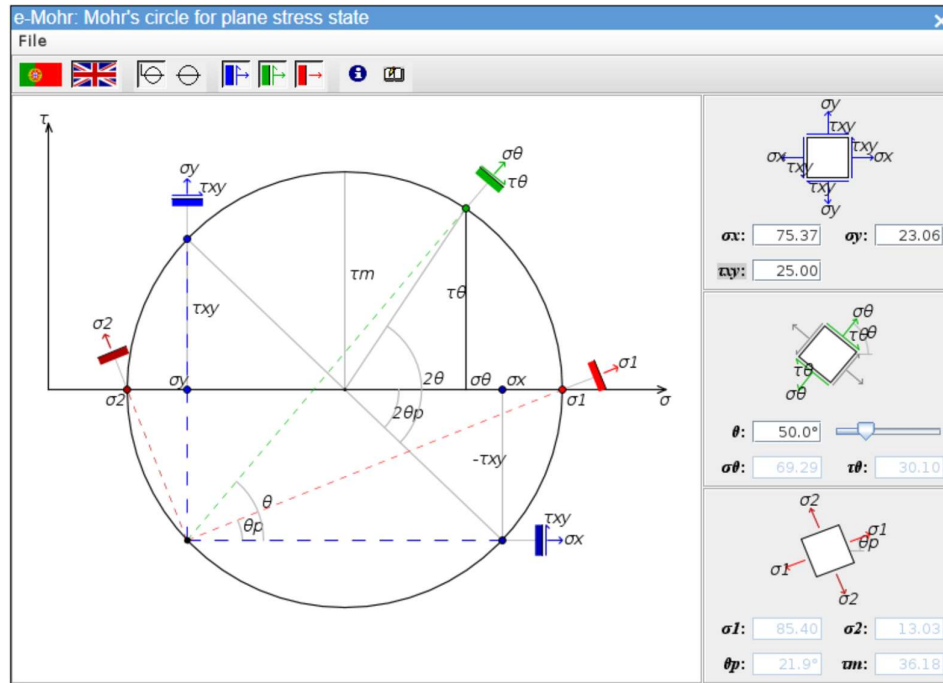 e-Mohr: Mohr's circle for plane stress state
File
τ
σy
τxy
σθ
τθ
τm
τxy
τθ
σ2
σ1
2θ
σθ
σx
σy
σ2
σ1
σ
2θp
-τxy
θ
θp
τxy
σx
σy
τxy
τxy
σx
σx
τxy
τxy
σy
σx: 75.37 σy: 23.06
τxy: 25.00
σθ
τθ
θ
τθ
σθ
θ: 50.0°
σθ: 69.29 τθ: 30.10
σ2
σ1
θp
σ1
σ2
σ1: 85.40 σ2: 13.03
θp: 21.9° τm: 36.18